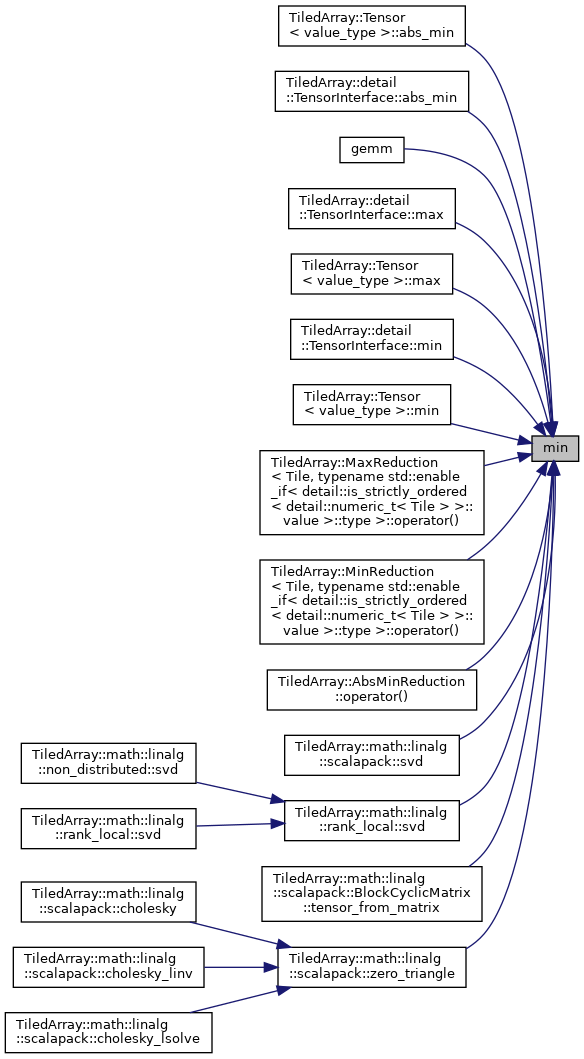 TiledArray::Tensor
< value_type >::abs_min
TiledArray::detail
::TensorInterface::abs_min
gemm
TiledArray::detail
::TensorInterface::max
TiledArray::Tensor
< value_type >::max
TiledArray::detail
::TensorInterface::min
TiledArray::Tensor
< value_type >::min
min
TiledArray::MaxReduction
< Tile, typename std::enable
_if< detail::is_strictly_ordered
< detail::numeric_t< Tile > >::
value >::type >::operator()
TiledArray::MinReduction
< Tile, typename std::enable
_if< detail::is_strictly_ordered
< detail::numeric_t< Tile > >::
value >::type >::operator()
TiledArray::AbsMinReduction
::operator()
TiledArray::math::linalg
::scalapack::svd
TiledArray::math::linalg
::non_distributed::svd
TiledArray::math::linalg
::rank_local::svd
TiledArray::math::linalg
::rank_local::svd
TiledArray::math::linalg
::scalapack::BlockCyclicMatrix
::tensor_from_matrix
TiledArray::math::linalg
::scalapack::cholesky
TiledArray::math::linalg
::scalapack::cholesky_linv
TiledArray::math::linalg
::scalapack::zero_triangle
TiledArray::math::linalg
::scalapack::cholesky_lsolve